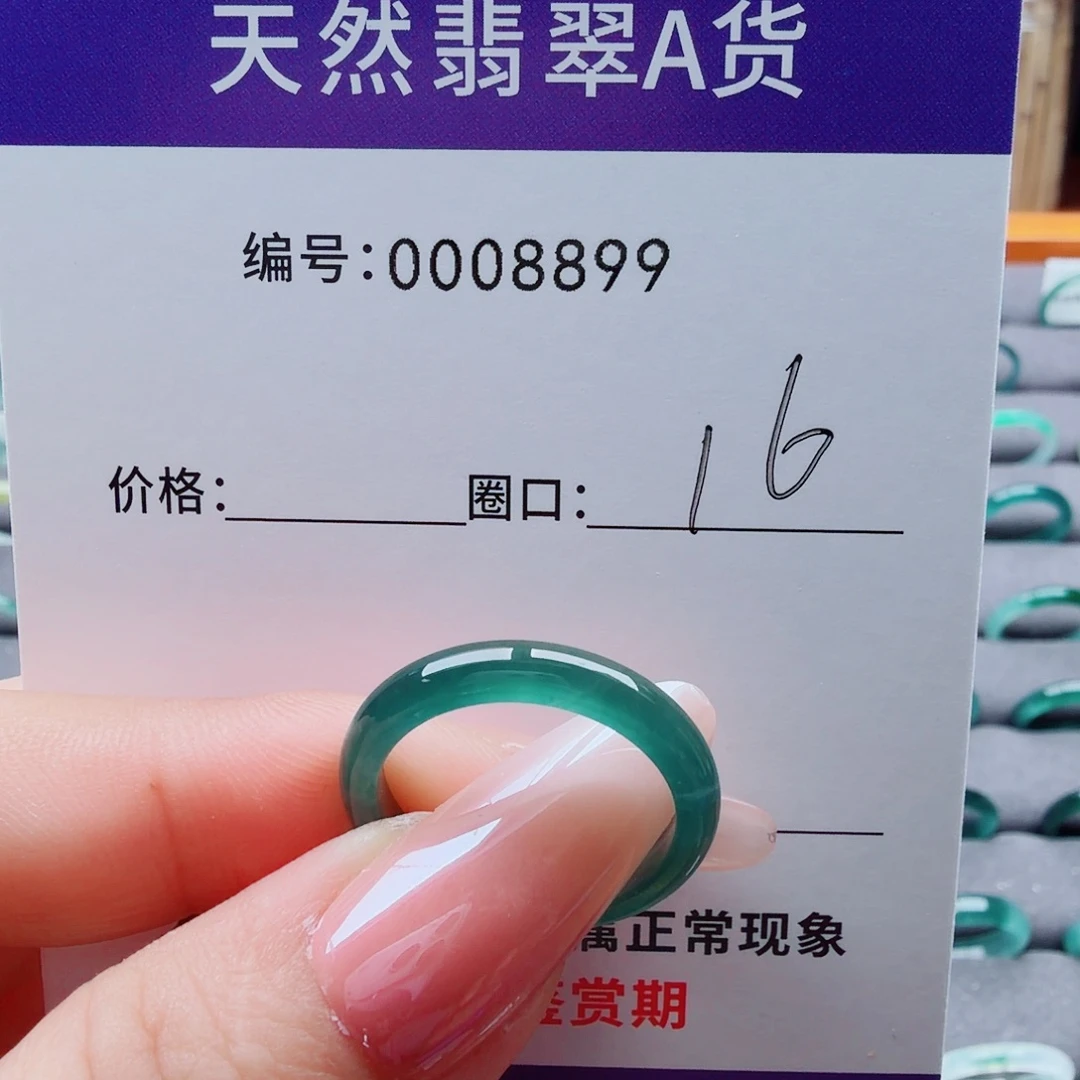 天然翡翠A货
编号:0008899
价格: 圈口: 16
属正常现象
鉴赏期